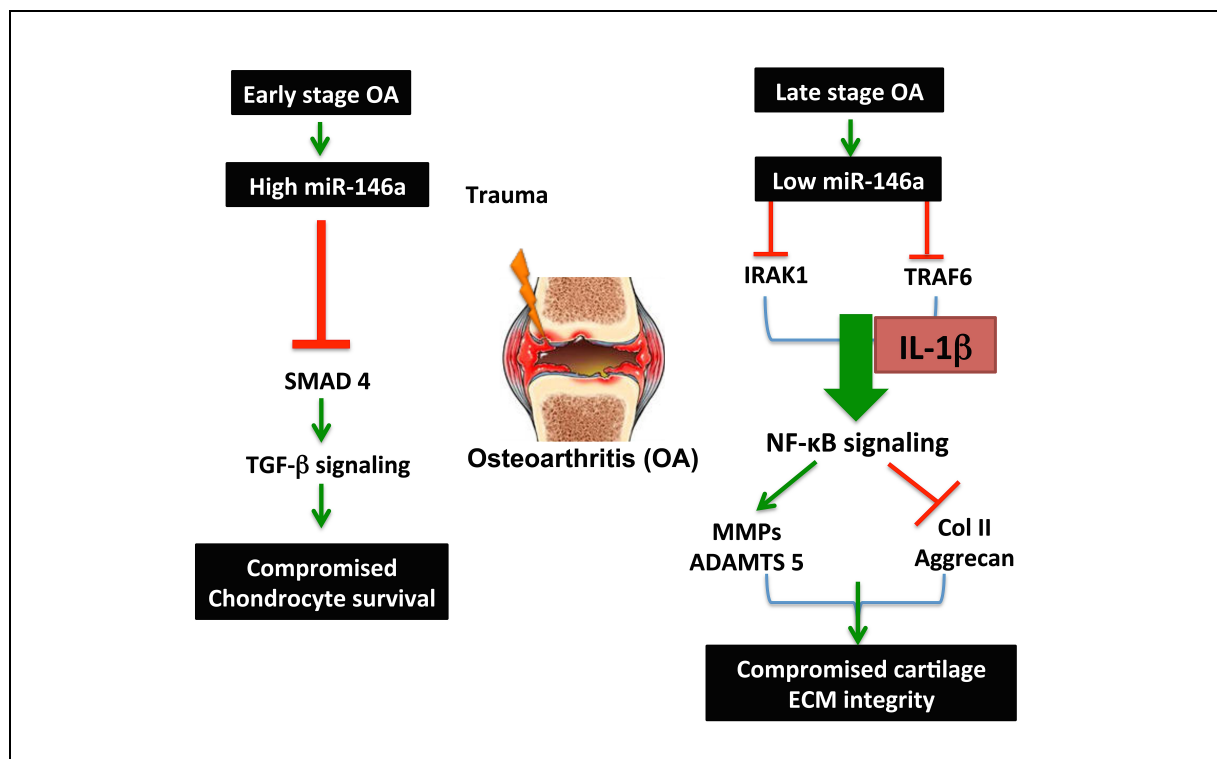 Early stage OA
High miR-146a
SMAD 4
TGF-β signaling
Compromised
Chondrocyte survival
Trauma
Osteoarthritis (OA)
Late stage OA
Low miR-146a
IRAK1
TRAF6
IL-1β
NF-κB signaling
MMPs
ADAMTS 5
Col II
Aggrecan
Compromised cartilage
ECM integrity